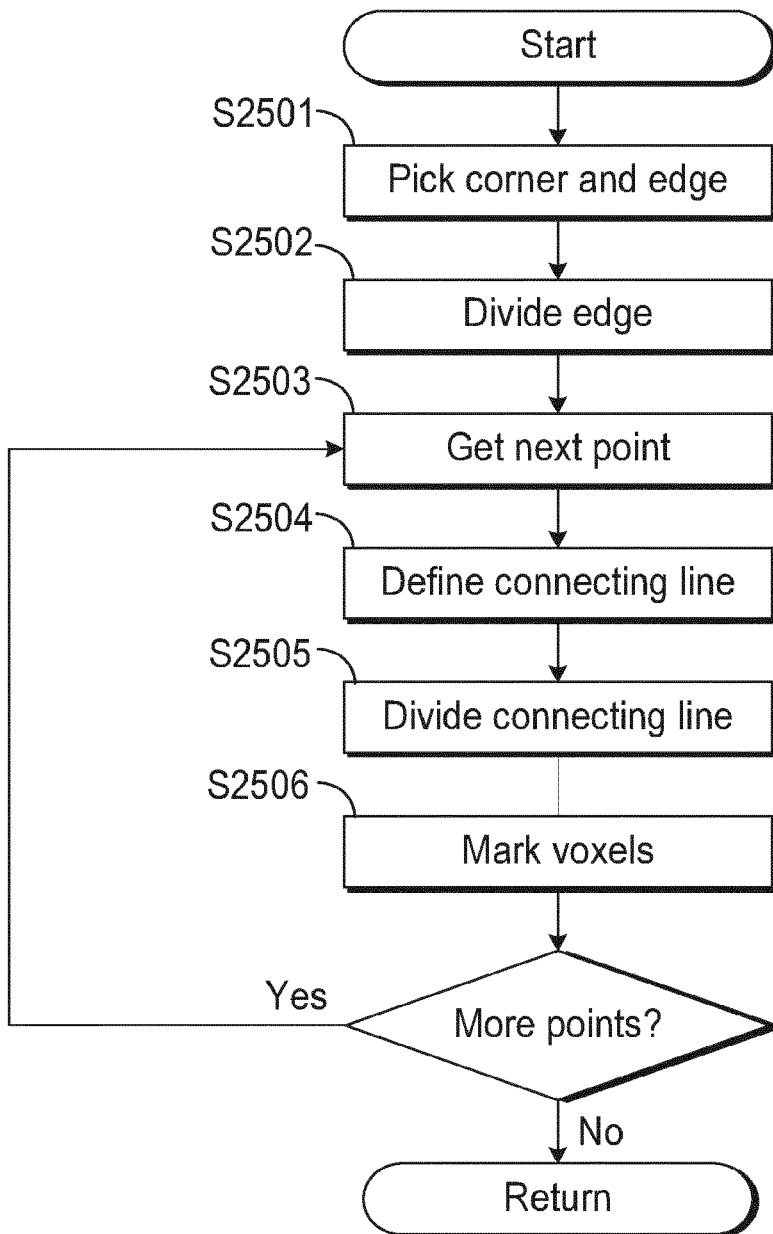 Start
S2501
Pick corner and edge
S2502
Divide edge
S2503
Get next point
S2504
Define connecting line
S2505
Divide connecting line
S2506
Mark voxels
Yes
More points?
No
Return